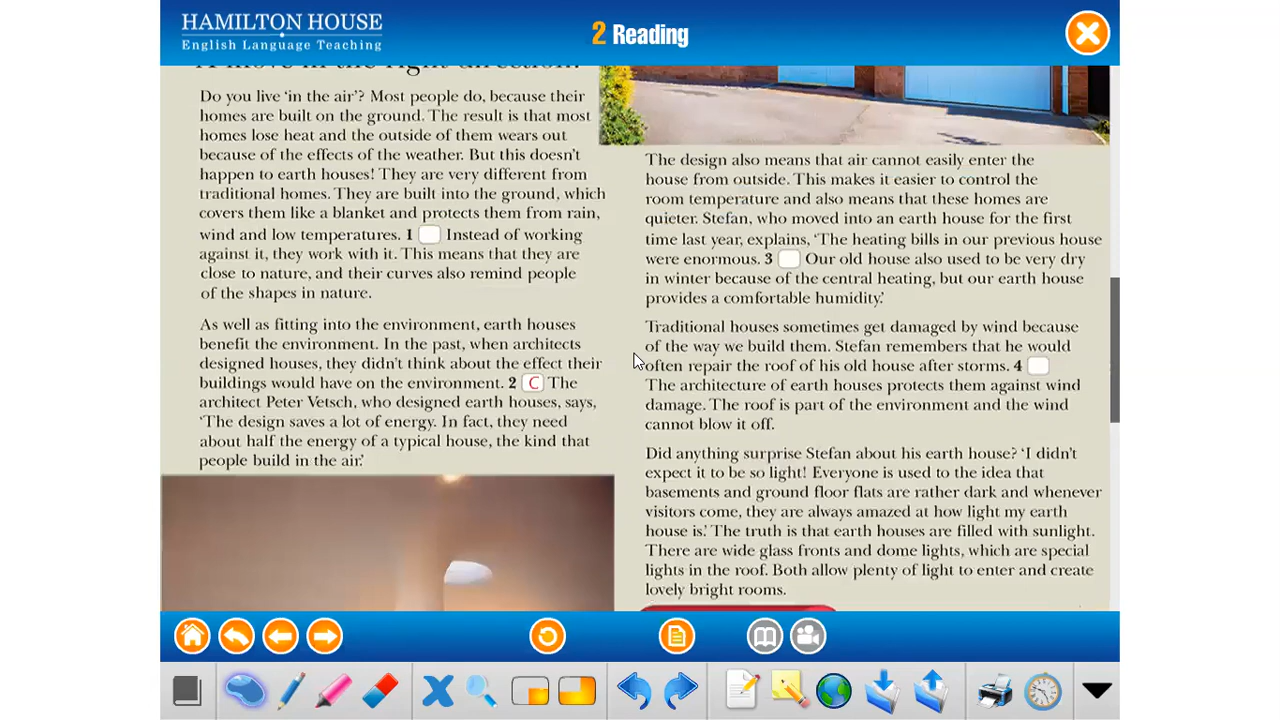 HAMILTON HOUSE
English Language Teaching
2 Reading
A move in the right direction?
Do you live ‘in the air’? Most people do, because their
homes are built on the ground. The result is that most
homes lose heat and the outside of them wears out
because of the effects of the weather. But this doesn’t
happen to earth houses! They are very different from
traditional homes. They are built into the ground, which
covers them like a blanket and protects them from rain,
wind and low temperatures. 1 Instead of working
against it, they work with it. This means that they are
close to nature, and their curves also remind people
of the shapes in nature.
As well as fitting into the environment, earth houses
benefit the environment. In the past, when architects
designed houses, they didn’t think about the effect their
buildings would have on the environment. 2 C The
architect Peter Vetsch, who designed earth houses, says,
‘The design saves a lot of energy. In fact, they need
about half the energy of a typical house, the kind that
people build in the air.’
The design also means that air cannot easily enter the
house from outside. This makes it easier to control the
room temperature and also means that these homes are
quieter. Stefan, who moved into an earth house for the first
time last year, explains, ‘The heating bills in our previous house
were enormous. 3 Our old house also used to be very dry
in winter because of the central heating, but our earth house
provides a comfortable humidity.’
Traditional houses sometimes get damaged by wind because
of the way we build them. Stefan remembers that he would
often repair the roof of his old house after storms. 4
The architecture of earth houses protects them against wind
damage. The roof is part of the environment and the wind
cannot blow it off.
Did anything surprise Stefan about his earth house? ‘I didn’t
expect it to be so light! Everyone is used to the idea that
basements and ground floor flats are rather dark and whenever
visitors come, they are always amazed at how light my earth
house is.’ The truth is that earth houses are filled with sunlight.
There are wide glass fronts and dome lights, which are special
lights in the roof. Both allow plenty of light to enter and create
lovely bright rooms.